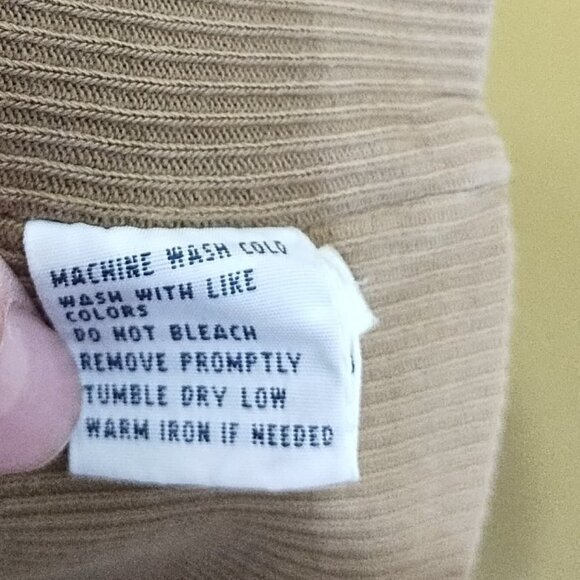 MACHINE WASH COLD
WASH WITH LIKE
COLORS
DO NOT BLEACH
REMOVE PROMPTLY
TUMBLE DRY LOW
WARM IRON IF NEEDED